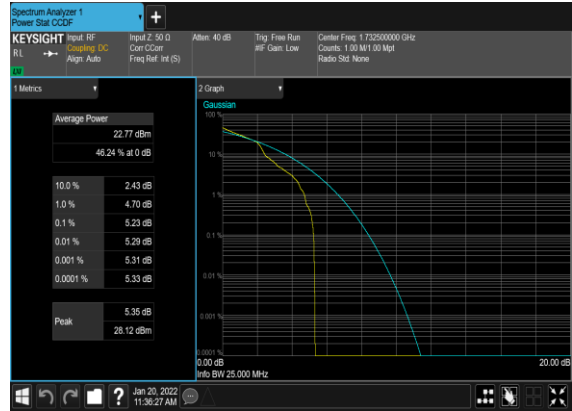 Spectrum Analyzer 1
Power Stat CCDF
+
KEYSIGHT
RL
Input: RF
Coupling: DC
Align: Auto
Input Z: 50 Ω
Corr CCorr
Freq Ref: Int (S)
Atten: 40 dB
Trig: Free Run
#IF Gain: Low
Center Freq: 1.732500000 GHz
Counts: 1.00 M/1.00 Mpt
Radio Std: None
1 Metrics
Average Power
22.77 dBm
46.24 % at 0 dB
10.0 % 2.43 dB
1.0 % 4.70 dB
0.1 % 5.23 dB
0.01 % 5.29 dB
0.001 % 5.31 dB
0.0001 % 5.33 dB
Peak
5.35 dB
28.12 dBm
2 Graph
Gaussian
100 %
10 %
1 %
0.1 %
0.01 %
0.001 %
0.0001 %
0.00 dB
20.00 dB
Info BW 25.000 MHz
?
Jan 20, 2022
11:36:27 AM